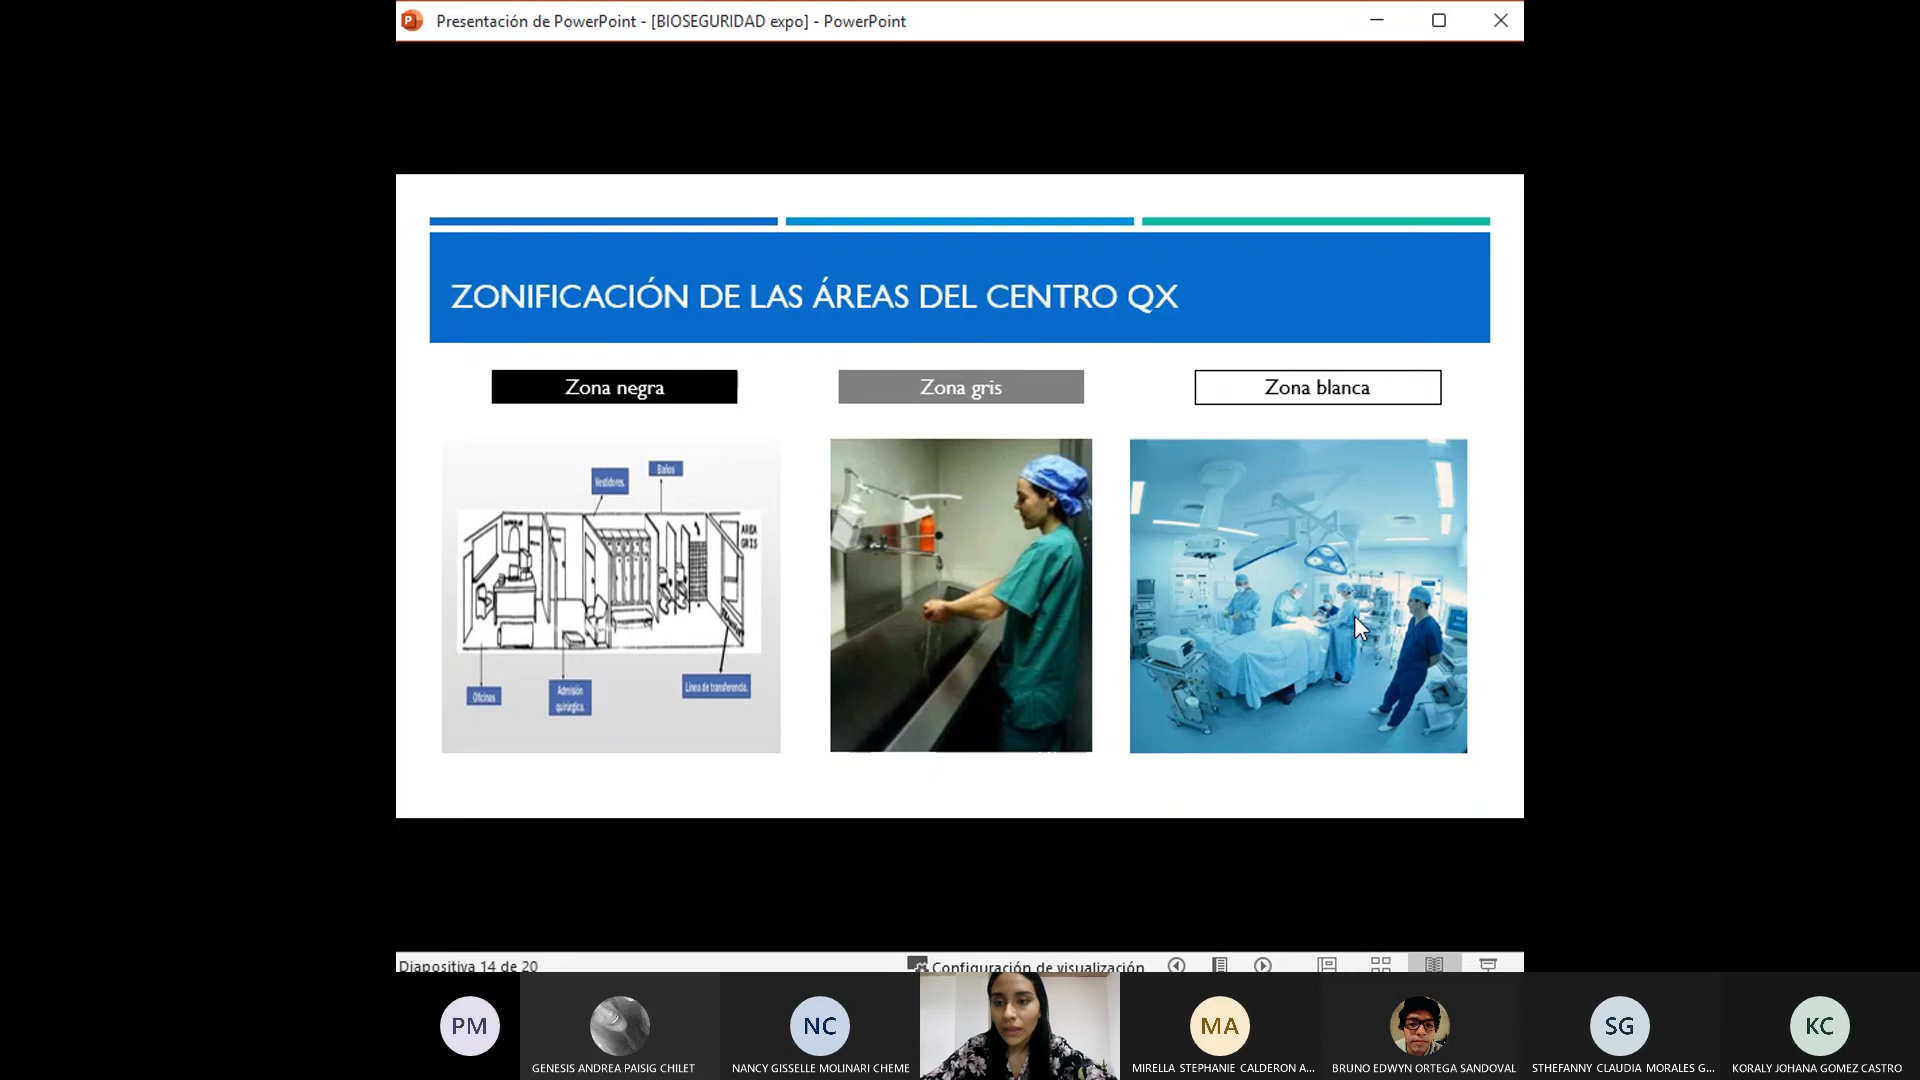 Presentación de PowerPoint - [BIOSEGURIDAD expo] - PowerPoint
ZONIFICACIÓN DE LAS ÁREAS DEL CENTRO QX
Zona negra
Zona gris
Zona blanca
Vestidores.
Baños
AREA
GRIS
Oficinas
Admisión
quirúrgica.
Línea de transferencia.
Diapositiva 14 de 20
Configuración de visualización
PM
NC
MA
SG
KC
GENESIS ANDREA PAISIG CHILET
NANCY GISSELLE MOLINARI CHEME
MIRELLA STEPHANIE CALDERON A...
BRUNO EDWYN ORTEGA SANDOVAL
STHEFANNY CLAUDIA MORALES G...
KORALY JOHANA GOMEZ CASTRO